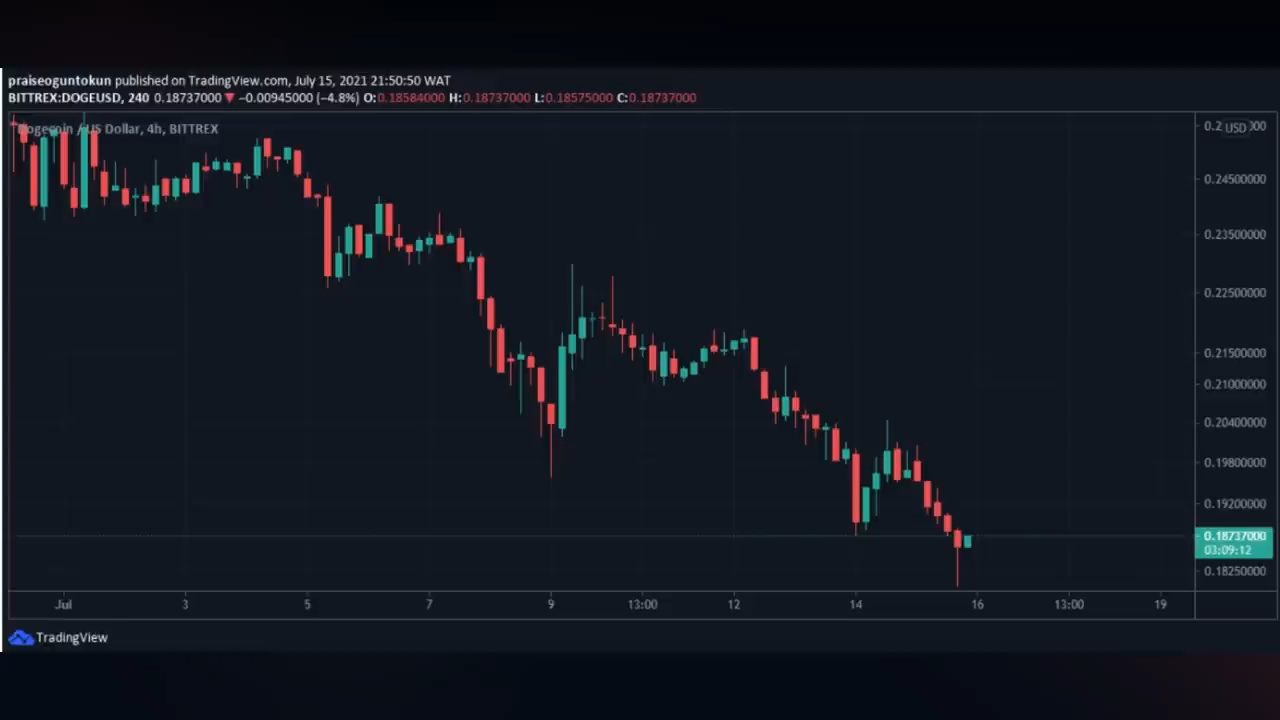 praiseoguntokun published on TradingView.com, July 15, 2021 21:50:50 WAT
BITTREX:DOGEUSD, 240 0.18737000 ▼ −0.00945000 (−4.8%) O:0.18584000 H:0.18737000 L:0.18575000 C:0.18737000
Dogecoin / US Dollar, 4h, BITTREX
USD
0.24500000
0.23500000
0.22500000
0.21500000
0.21000000
0.20400000
0.19800000
0.19200000
0.18737000
03:09:12
0.18250000
Jul 3 5 7 9 13:00 12 14 16 13:00 19
TradingView